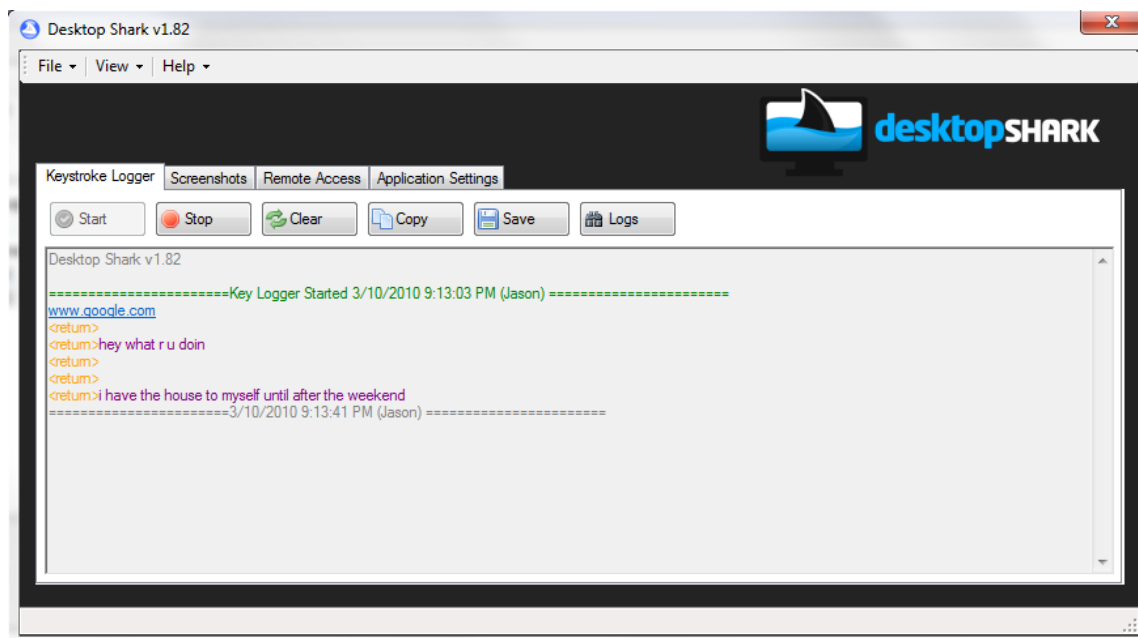 Desktop Shark v1.82
x
File View Help
desktopSHARK
Keystroke Logger Screenshots Remote Access Application Settings
Start Stop Clear Copy Save Logs
Desktop Shark v1.82
=======================Key Logger Started 3/10/2010 9:13:03 PM (Jason) =======================
www.google.com
<return>
<return>hey what r u doin
<return>
<return>
<return>i have the house to myself until after the weekend
=======================3/10/2010 9:13:41 PM (Jason) =======================